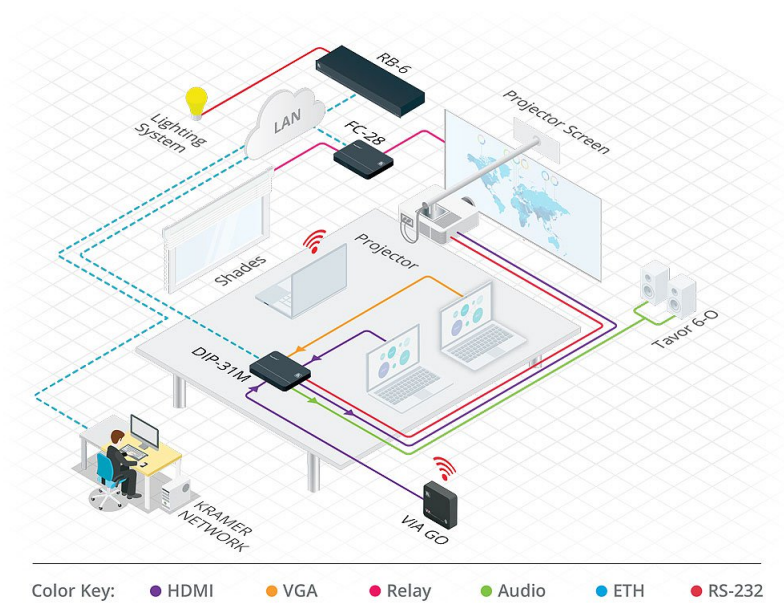 RB-6
Lighting
System
LAN
FC-28
Projector Screen
Shades
Projector
Tavor 6-O
DIP-31M
KRAMER
NETWORK
VIA GO
Color Key: HDMI VGA Relay Audio ETH RS-232